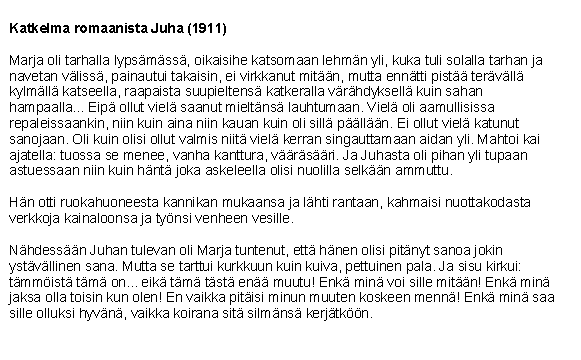 Katkelma romaanista Juha (1911)
Marja oli tarhalla lypsämässä, oikaisihe katsomaan lehmän yli, kuka tuli solalla tarhan ja
navetan välissä, painautui takaisin, ei virkkanut mitään, mutta ennätti pistää terävällä
kylmällä katseella, raapaista suupieltensä katkeralla värähdyksellä kuin sahan
hampaalla... Eipä ollut vielä saanut mieltänsä lauhtumaan. Vielä oli aamullisissa
repaleissaankin, niin kuin aina niin kauan kuin oli sillä päällään. Ei ollut vielä katunut
sanojaan. Oli kuin olisi ollut valmis niitä vielä kerran singauttamaan aidan yli. Mahtoi kai
ajatella: tuossa se menee, vanha kanttura, vääräsääri. Ja Juhasta oli pihan yli tupaan
astuessaan niin kuin häntä joka askeleella olisi nuolilla selkään ammuttu.
Hän otti ruokahuoneesta kannikan mukaansa ja lähti rantaan, kahmaisi nuottakodasta
verkkoja kainaloonsa ja työnsi venheen vesille.
Nähdessään Juhan tulevan oli Marja tuntenut, että hänen olisi pitänyt sanoa jokin
ystävällinen sana. Mutta se tarttui kurkkuun kuin kuiva, pettuinen pala. Ja sisu kirkui:
tämmöistä tämä on... eikä tämä tästä enää muutu! Enkä minä voi sille mitään! Enkä minä
jaksa olla toisin kun olen! En vaikka pitäisi minun muuten koskeen mennä! Enkä minä saa
sille olluksi hyvänä, vaikka koirana sitä silmänsä kerjätköön.